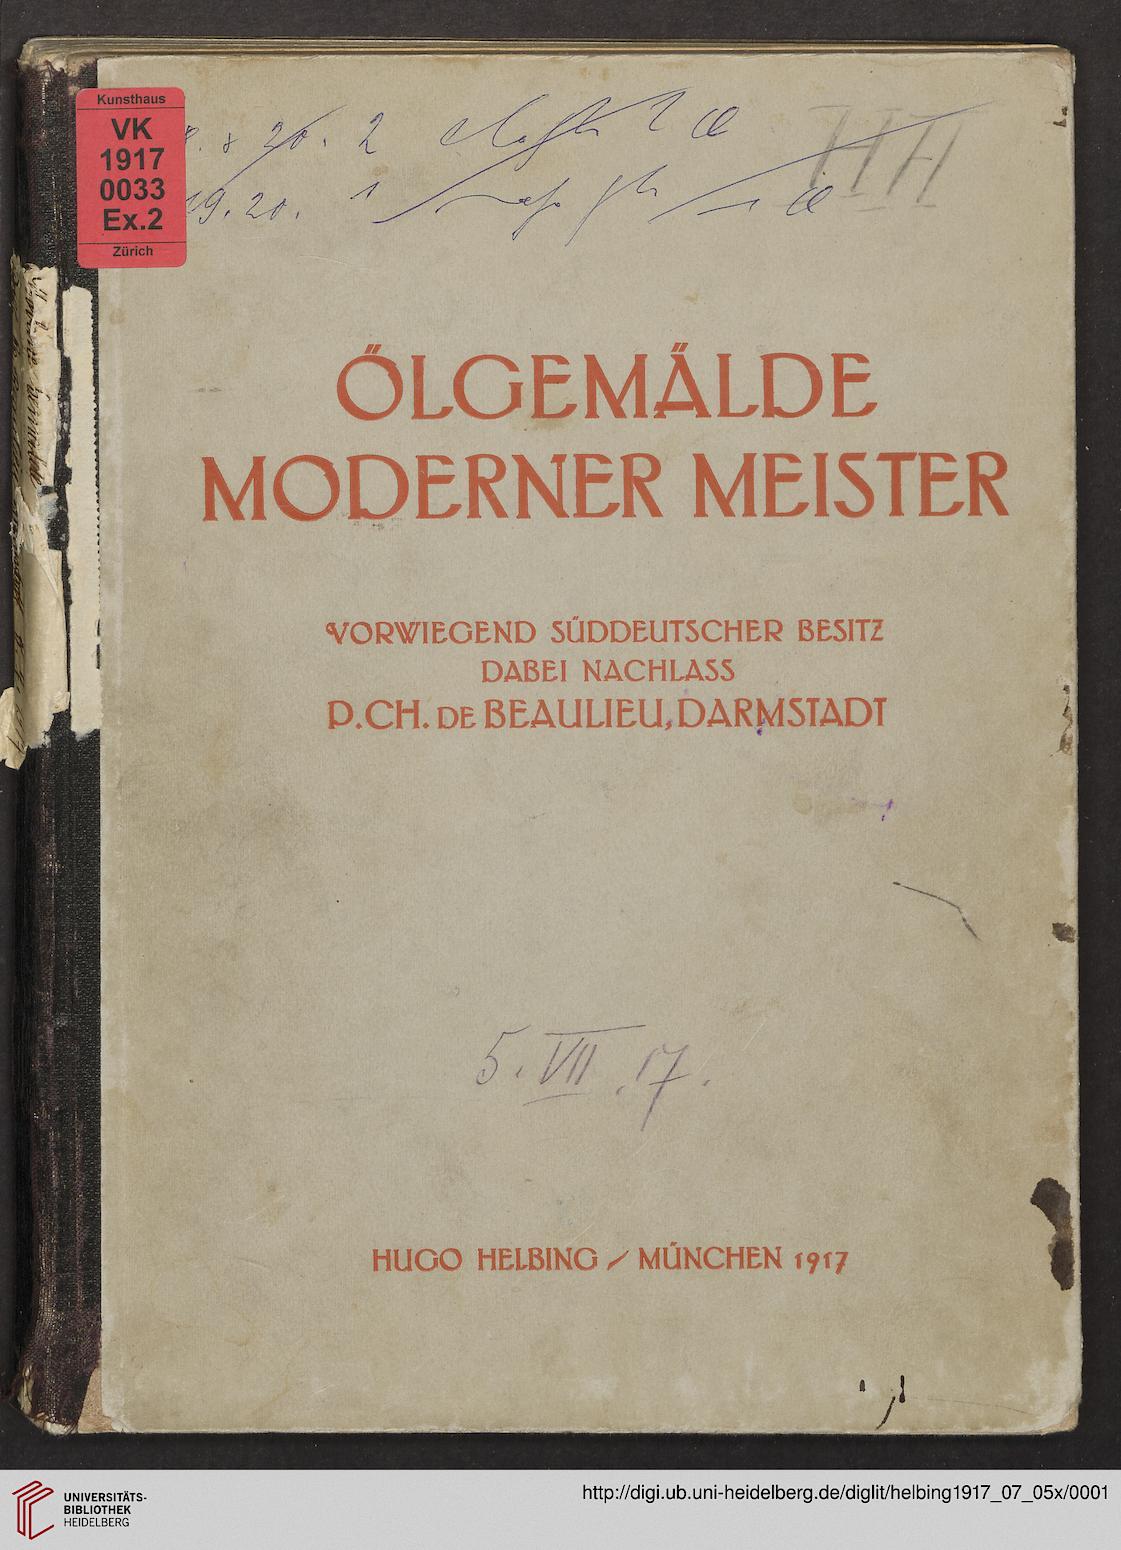 Kunsthaus
VK
1917
0033
Ex.2
Zürich
19.20.
ÖLGEMÄLDE
MODERNER MEISTER
VORWIEGEND SÜDDEUTSCHER BESITZ
DABEI NACHLASS
P.CH. DE BEAULIEU, DARMSTADT
5. VII. 17.
HUGO HELBING / MÜNCHEN 1917
UNIVERSITÄTS-
BIBLIOTHEK
HEIDELBERG
http://digi.ub.uni-heidelberg.de/diglit/helbing1917_07_05x/0001